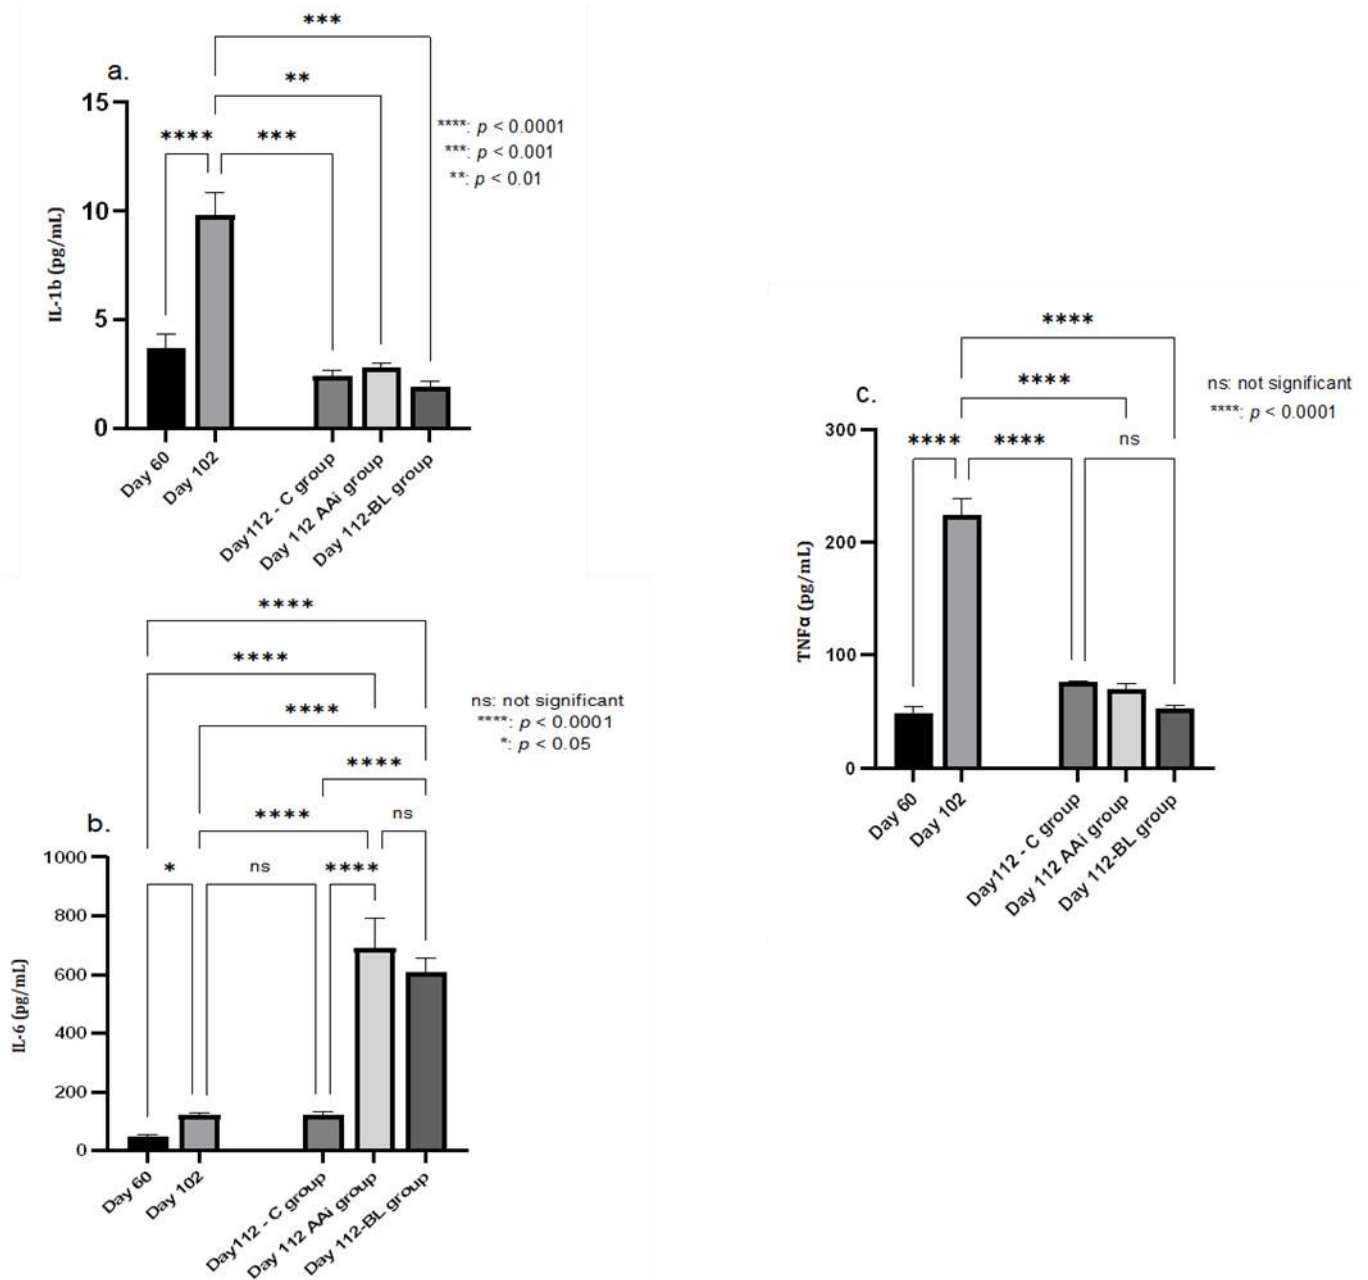 ***
a.
**
15
****: p < 0.0001
**** ***
***: p < 0.001
**: p < 0.01
10
IL-1b (pg/mL)
5
0
Day 60
Day 102
Day112 - C group
Day 112 AAi group
Day 112-BL group
****
****
ns: not significant
****
****: p < 0.0001
*: p < 0.05
****
b.
**** ns
1000
* ns ****
800
600
IL-6 (pg/mL)
400
200
0
Day 60
Day 102
Day112 - C group
Day 112 AAi group
Day 112-BL group
****
ns: not significant
****
c.
****: p < 0.0001
300
**** **** ns
200
TNFα (pg/mL)
100
0
Day 60
Day 102
Day112 - C group
Day 112 AAi group
Day 112-BL group